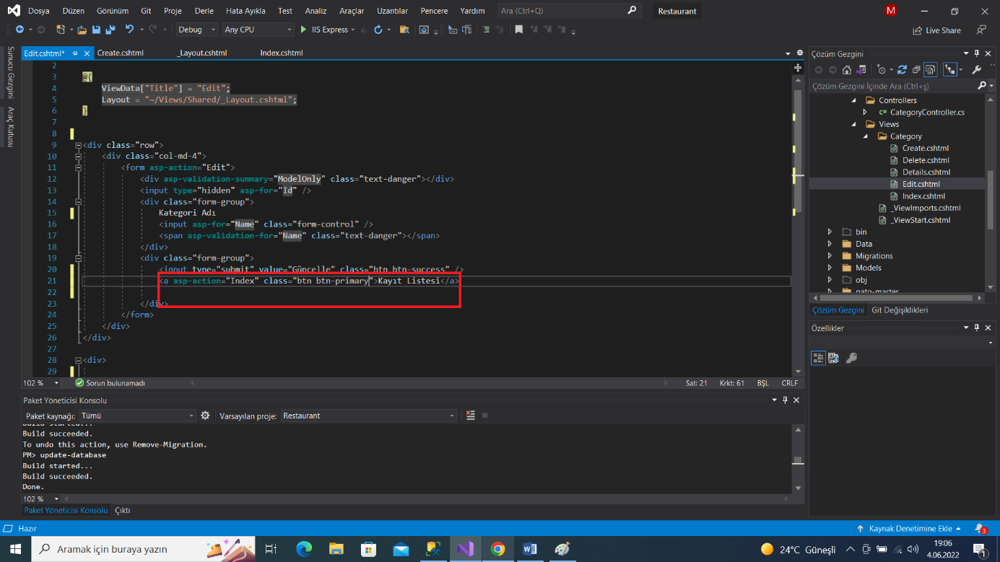 Dosya Düzen Görünüm Git Proje Derle Hata Ayıkla Test Analiz Araçlar Uzantılar Pencere Yardım Ara (Ctrl+Q) Restaurant M
Debug Any CPU IIS Express Live Share
Sunucu Gezgini
Araç Kutusu
Edit.cshtml* Create.cshtml _Layout.cshtml Index.cshtml
2
3 @{
4 ViewData["Title"] = "Edit";
5 Layout = "~/Views/Shared/_Layout.cshtml";
6 }
7
8
9 <div class="row">
10 <div class="col-md-4">
11 <form asp-action="Edit">
12 <div asp-validation-summary="ModelOnly" class="text-danger"></div>
13 <input type="hidden" asp-for="Id" />
14 <div class="form-group">
15 Kategori Adı
16 <input asp-for="Name" class="form-control" />
17 <span asp-validation-for="Name" class="text-danger"></span>
18 </div>
19 <div class="form-group">
20 <input type="submit" value="Güncelle" class="btn btn-success" />
21 <a asp-action="Index" class="btn btn-primary">Kayıt Listesi</a>
22
23 </div>
24 </form>
25 </div>
26 </div>
27
28 <div>
29
102 % Sorun bulunamadı Sat: 21 Krkt: 61 BŞL CRLF
Paket Yöneticisi Konsolu
Paket kaynağı: Tümü Varsayılan proje: Restaurant
Build started...
Build succeeded.
To undo this action, use Remove-Migration.
PM> update-database
Build started...
Build succeeded.
Done.
102 %
Paket Yöneticisi Konsolu Çıktı
Çözüm Gezgini
Çözüm Gezgini İçinde Ara (Ctrl+ş)
Controllers
C# CategoryController.cs
Views
Category
Create.cshtml
Delete.cshtml
Details.cshtml
Edit.cshtml
Index.cshtml
_ViewImports.cshtml
_ViewStart.cshtml
bin
Data
Migrations
Models
obj
pato-master
Çözüm Gezgini Git Değişiklikleri
Özellikler
Hazır Kaynak Denetimine Ekle 3
Aramak için buraya yazın 24°C Güneşli 19:06
4.06.2022 1